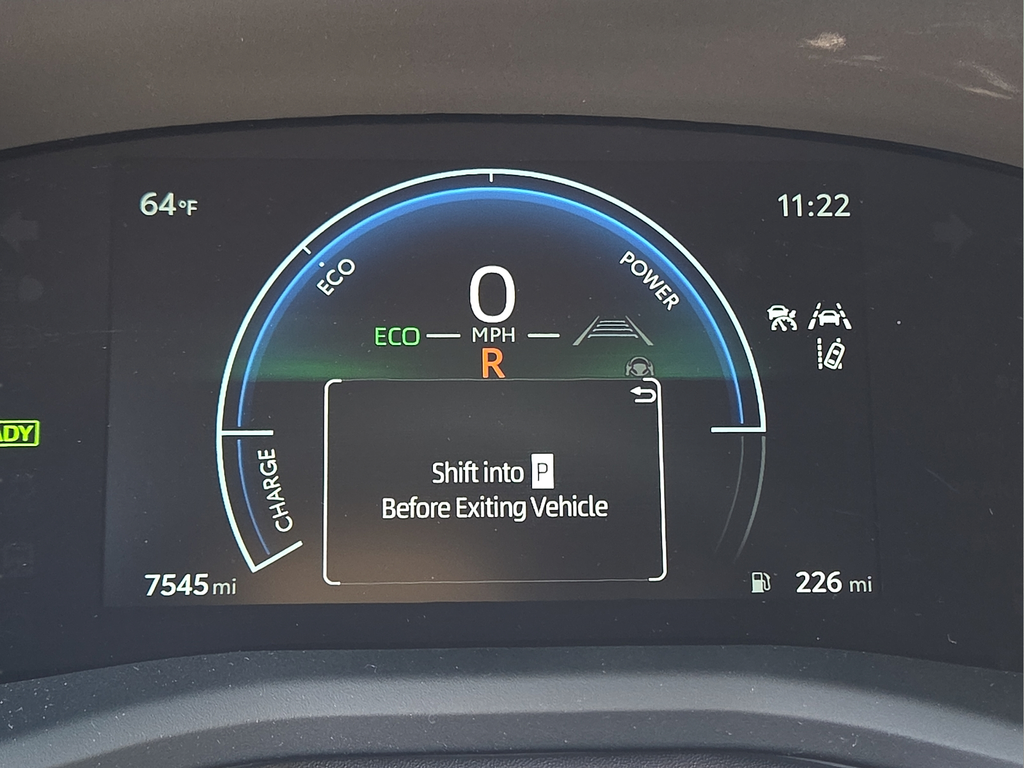 64°F
11:22
ECO
POWER
0
ECO
MPH
R
Shift into P
Before Exiting Vehicle
CHARGE
7545 mi
226 mi